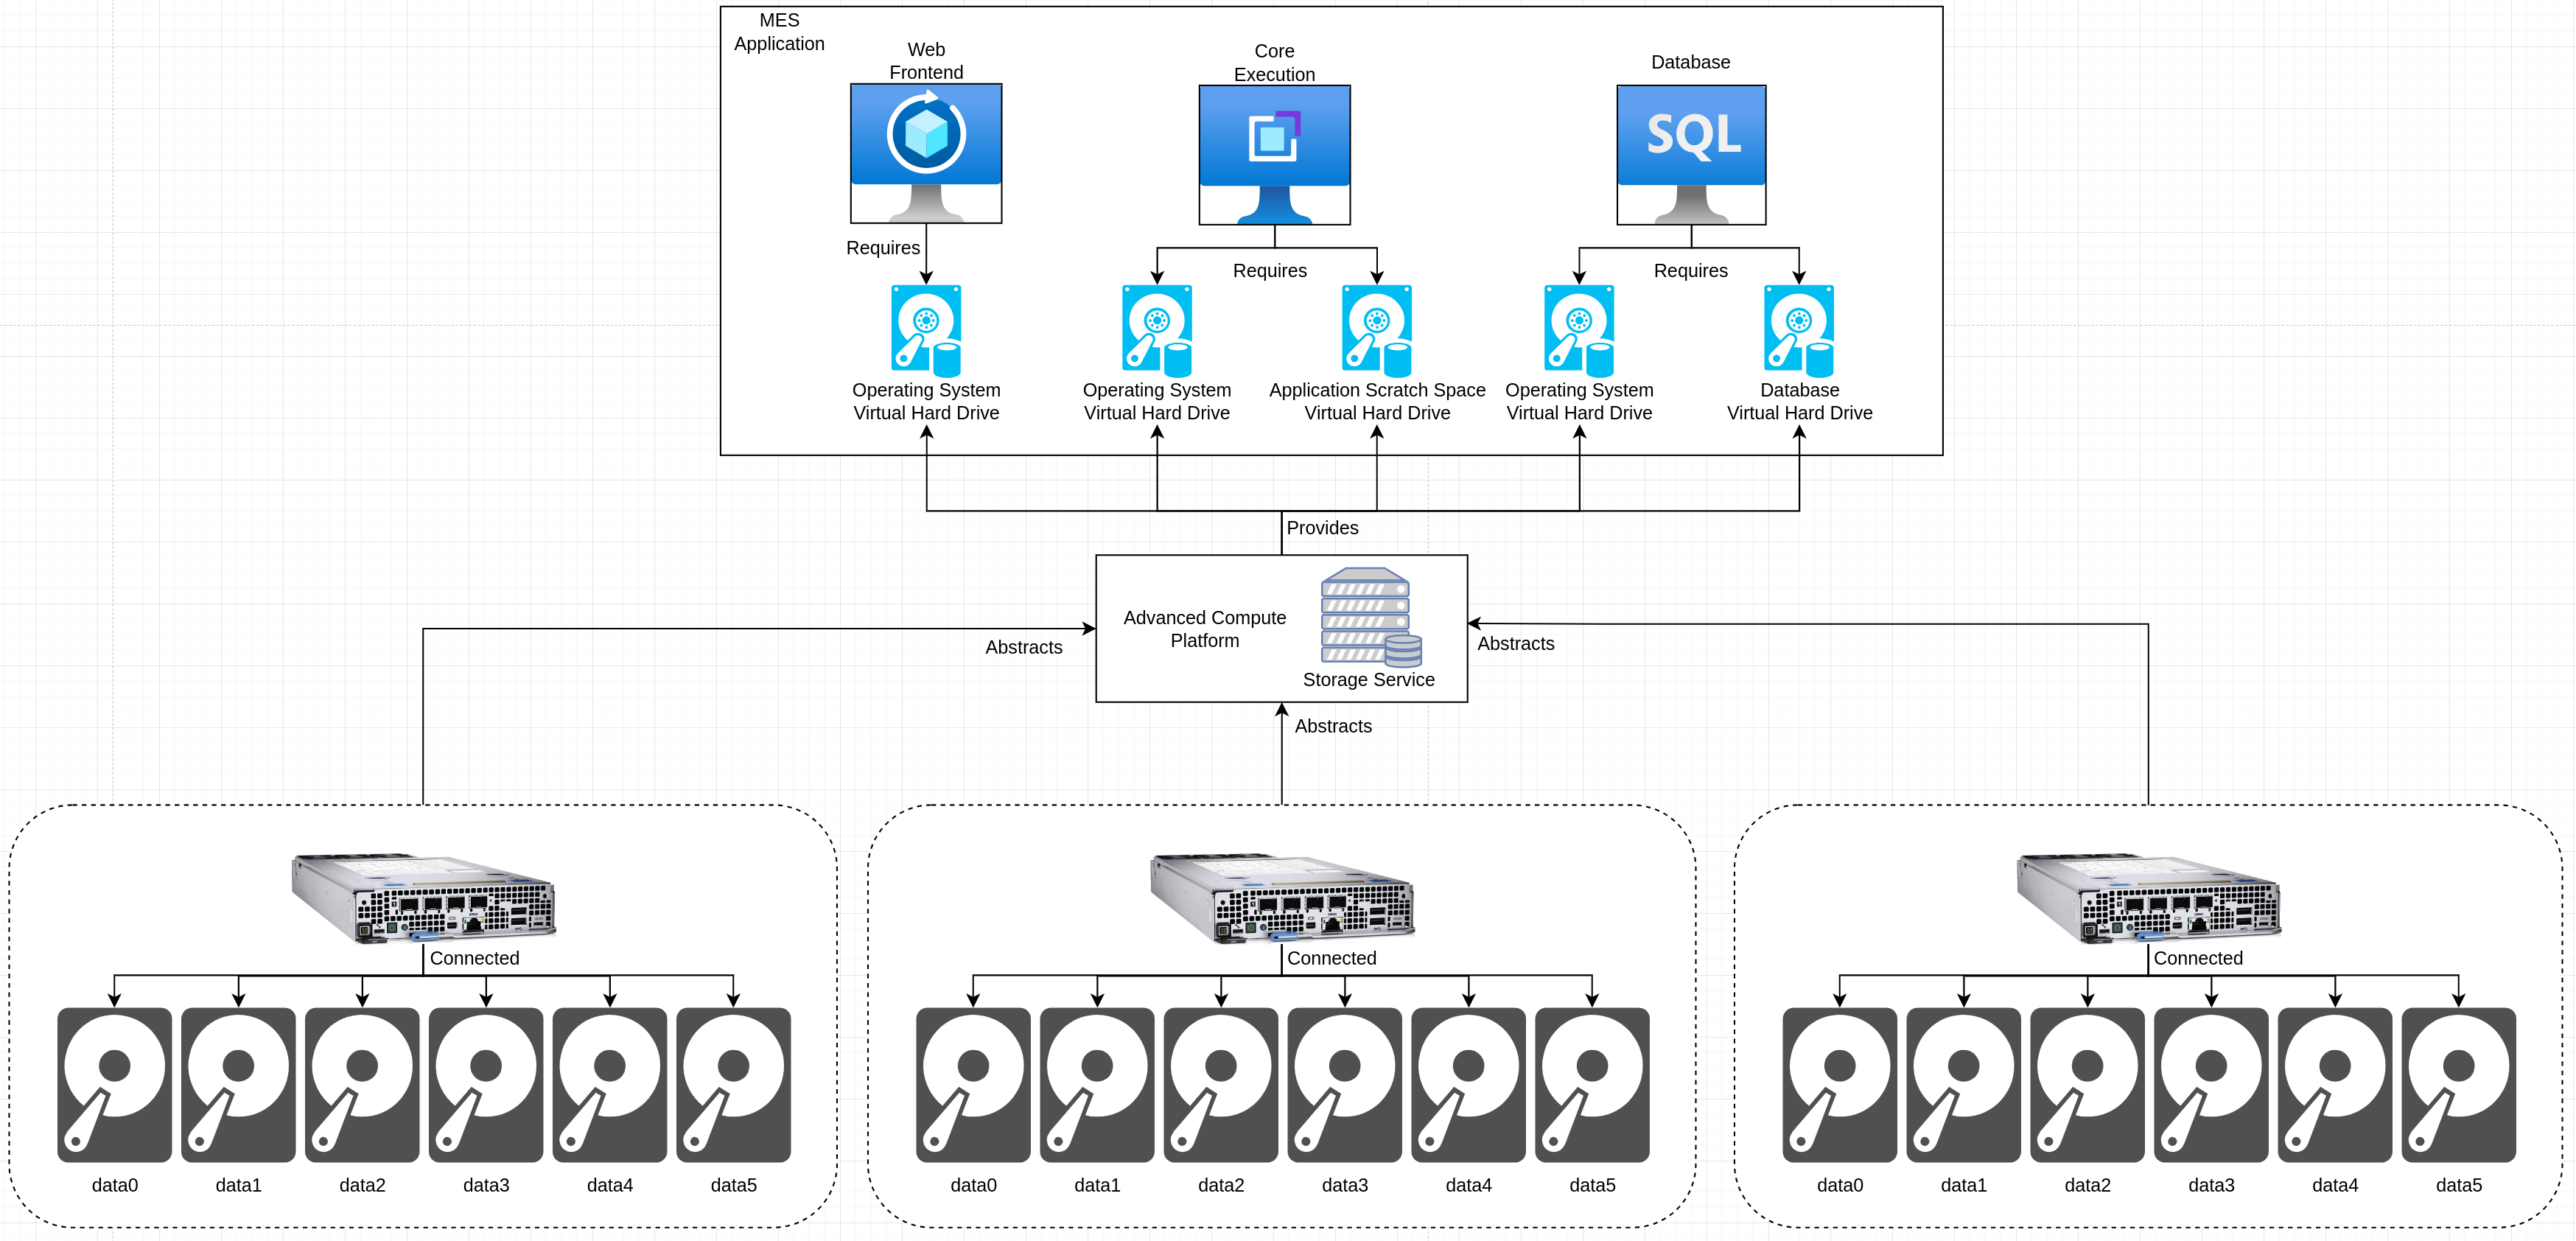 MES
Application
Web
Frontend
Core
Execution
Database
SQL
Requires
Requires
Requires
Operating System
Virtual Hard Drive
Operating System
Virtual Hard Drive
Application Scratch Space
Virtual Hard Drive
Operating System
Virtual Hard Drive
Database
Virtual Hard Drive
Provides
Advanced Compute
Platform
Storage Service
Abstracts
Abstracts
Abstracts
Connected
Connected
Connected
data0
data1
data2
data3
data4
data5
data0
data1
data2
data3
data4
data5
data0
data1
data2
data3
data4
data5